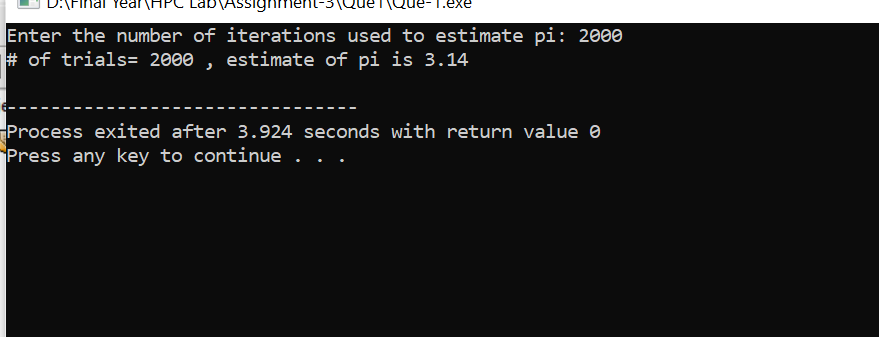 D:\Final Year\HPC Lab\Assignment-3\Que1\Que-1.exe
Enter the number of iterations used to estimate pi: 2000
# of trials= 2000 , estimate of pi is 3.14
--------------------------------
Process exited after 3.924 seconds with return value 0
Press any key to continue . . .